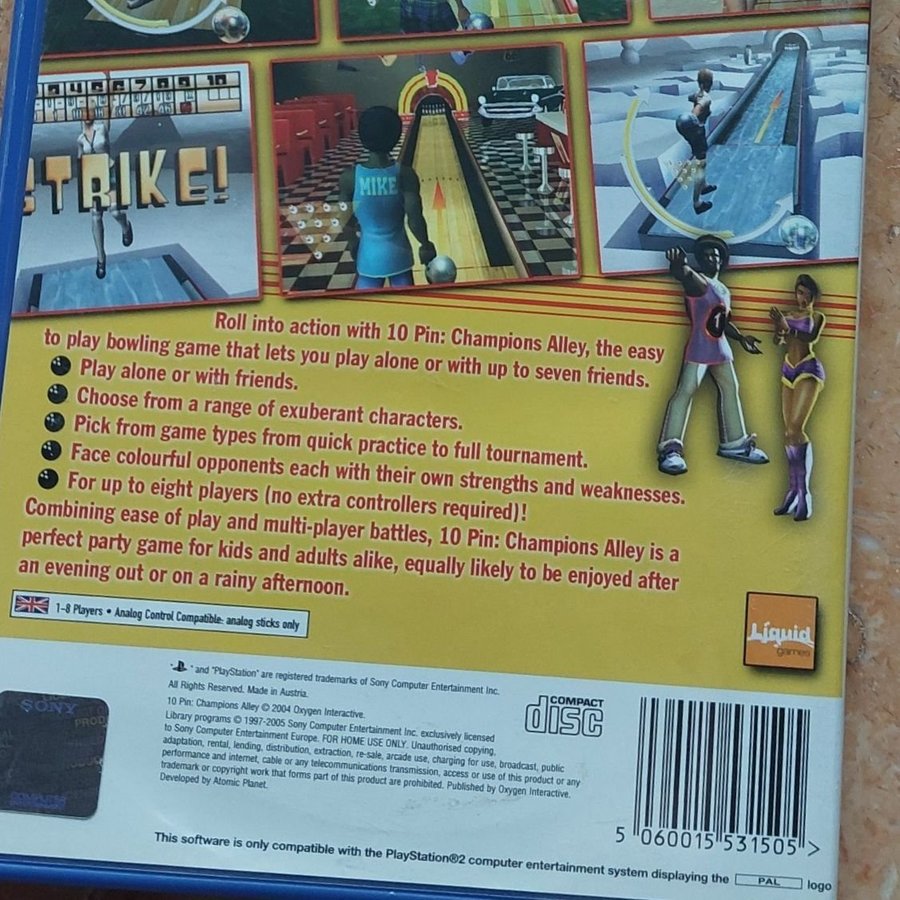 3 4 5 6 7 8 9 10
STRIKE!
MIKE
Roll into action with 10 Pin: Champions Alley, the easy
to play bowling game that lets you play alone or with up to seven friends.
Play alone or with friends.
Choose from a range of exuberant characters.
Pick from game types from quick practice to full tournament.
Face colourful opponents each with their own strengths and weaknesses.
For up to eight players (no extra controllers required)!
Combining ease of play and multi-player battles, 10 Pin: Champions Alley is a
perfect party game for kids and adults alike, equally likely to be enjoyed after
an evening out or on a rainy afternoon.
1-8 Players • Analog Control Compatible: analog sticks only
Liquid
games
" " and "PlayStation" are registered trademarks of Sony Computer Entertainment Inc.
All Rights Reserved. Made in Austria.
10 Pin: Champions Alley © 2004 Oxygen Interactive.
Library programs © 1997-2005 Sony Computer Entertainment Inc. exclusively licensed
to Sony Computer Entertainment Europe. FOR HOME USE ONLY. Unauthorised copying,
adaptation, rental, lending, distribution, extraction, re-sale, arcade use, charging for use, broadcast, public
performance and internet, cable or any telecommunications transmission, access or use of this product or any
trademark or copyright work that forms part of this product are prohibited. Published by Oxygen Interactive.
Developed by Atomic Planet.
COMPACT
disc
SONY
5 060015 531505 >
This software is only compatible with the PlayStation®2 computer entertainment system displaying the PAL logo